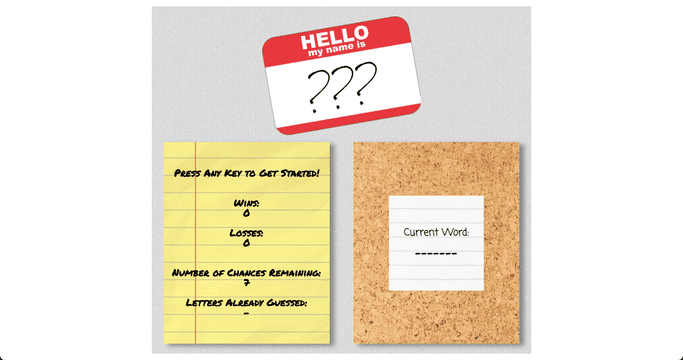 HELLO
my name is
???
Press Any Key to Get Started!
Wins:
0
Losses:
0
Number of Chances Remaining:
7
Letters Already Guessed:
_
Current Word:
_______